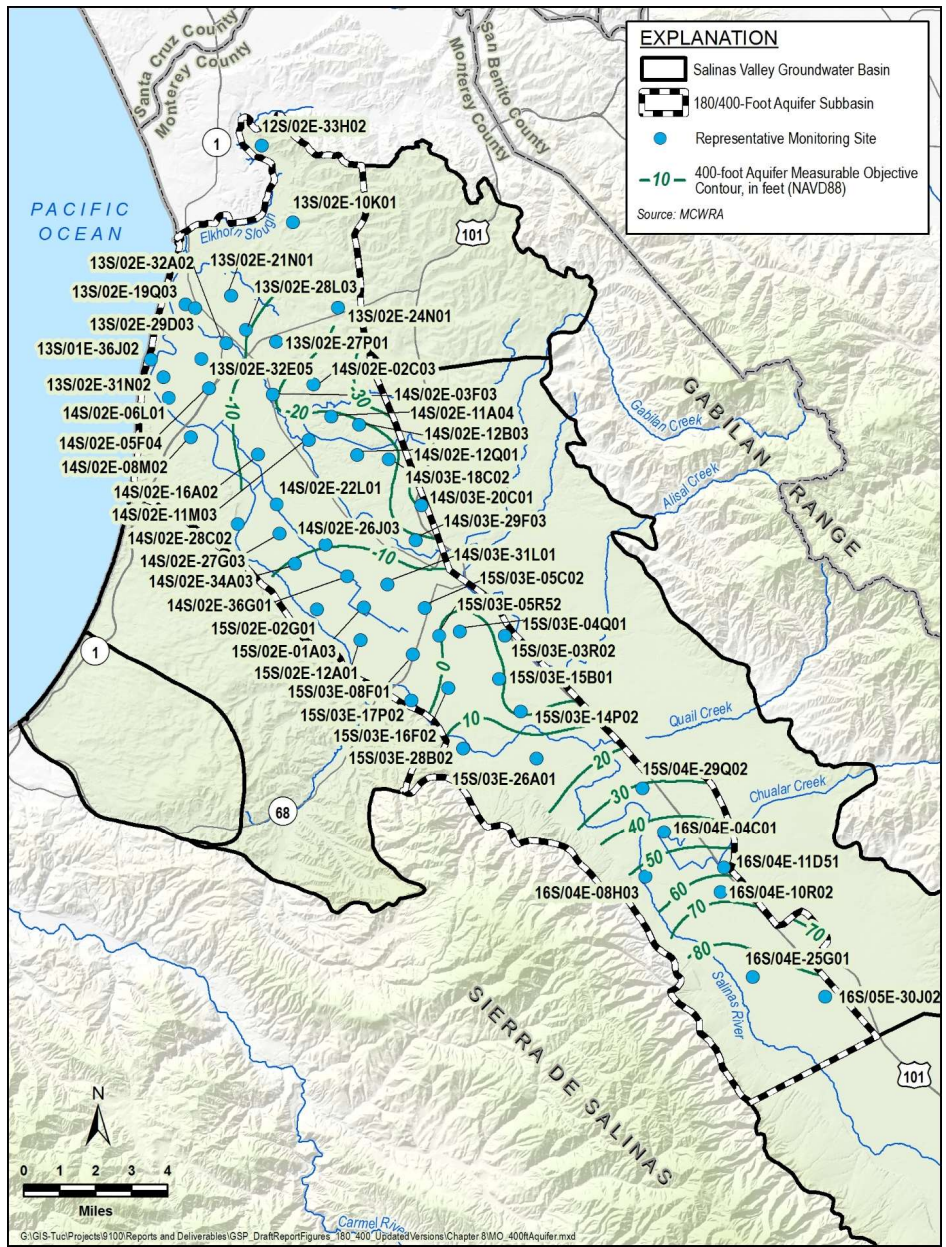 Santa Cruz County
Monterey County
San Benito County
Monterey County
EXPLANATION
Salinas Valley Groundwater Basin
180/400-Foot Aquifer Subbasin
Representative Monitoring Site
-10
400-foot Aquifer Measurable Objective
Contour, in feet (NAVD88)
Source: MCWRA
12S/02E-33H02
1
13S/02E-10K01
PACIFIC
OCEAN
Elkhorn Slough
101
13S/02E-32A02
13S/02E-21N01
13S/02E-19Q03
13S/02E-28L03
13S/02E-24N01
13S/02E-29D03
13S/02E-27P01
13S/01E-36J02
13S/02E-32E05
14S/02E-02C03
13S/02E-31N02
14S/02E-03F03
14S/02E-06L01
14S/02E-11A04
14S/02E-12B03
14S/02E-05F04
14S/02E-12Q01
14S/02E-08M02
14S/03E-18C02
14S/02E-16A02
14S/02E-22L01
14S/03E-20C01
14S/02E-11M03
14S/03E-29F03
14S/02E-28C02
14S/02E-26J03
14S/02E-27G03
14S/03E-31L01
14S/02E-34A03
15S/03E-05C02
14S/02E-36G01
15S/03E-05R52
15S/02E-02G01
15S/03E-04Q01
15S/02E-01A03
15S/03E-03R02
15S/02E-12A01
15S/03E-15B01
15S/03E-08F01
15S/03E-17P02
15S/03E-14P02
15S/03E-16F02
15S/03E-28B02
15S/03E-26A01
15S/04E-29Q02
16S/04E-04C01
16S/04E-11D51
16S/04E-08H03
16S/04E-10R02
16S/04E-25G01
16S/05E-30J02
-10
-20
-30
-10
0
10
20
30
40
50
60
70
70
80
GABILAN
RANGE
Gabilan Creek
Alisal Creek
Quail Creek
Chualar Creek
1
68
Salinas River
101
SIERRA DE SALINAS
Carmel River
N
0 1 2 3 4
Miles
G:\GIS-Tuc\Projects\9100\Reports and Deliverables\GSP_DraftReportFigures_180_400_UpdatedVersions\Chapter 8\MO_400ftAquifer.mxd